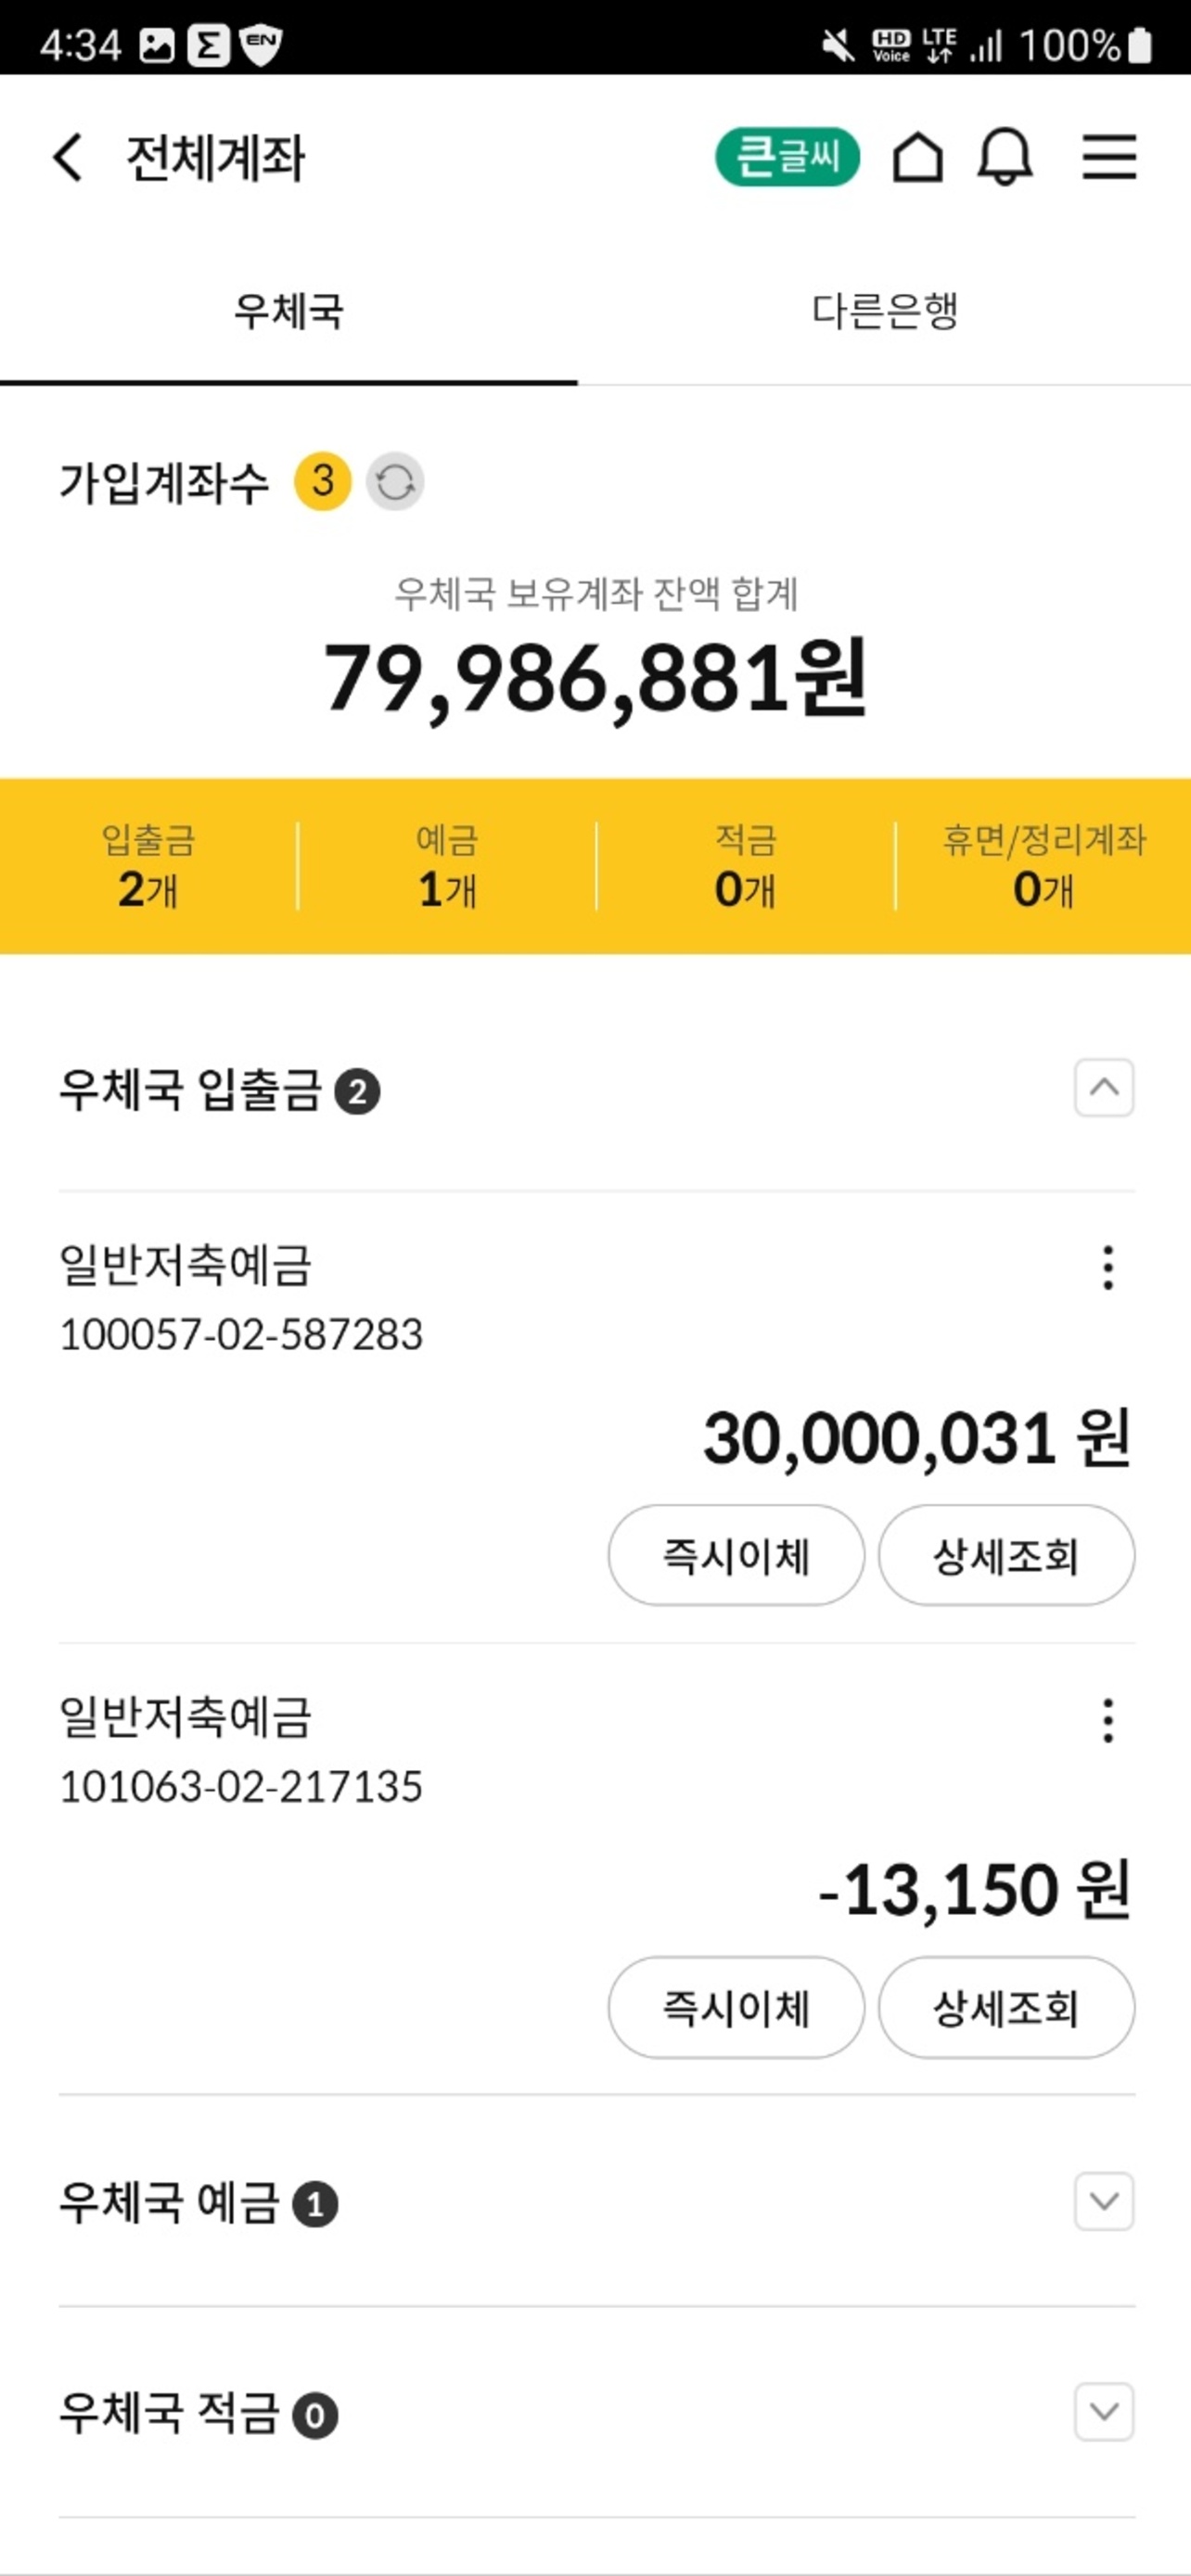 4:34 Σ EN HD Voice LTE 100%
전체계좌 큰글씨
우체국 다른은행
가입계좌수 3
우체국 보유계좌 잔액 합계
79,986,881원
입출금 예금 적금 휴면/정리계좌
2개 1개 0개 0개
우체국 입출금 2
일반저축예금
100057-02-587283
30,000,031 원
즉시이체 상세조회
일반저축예금
101063-02-217135
-13,150 원
즉시이체 상세조회
우체국 예금 1
우체국 적금 0